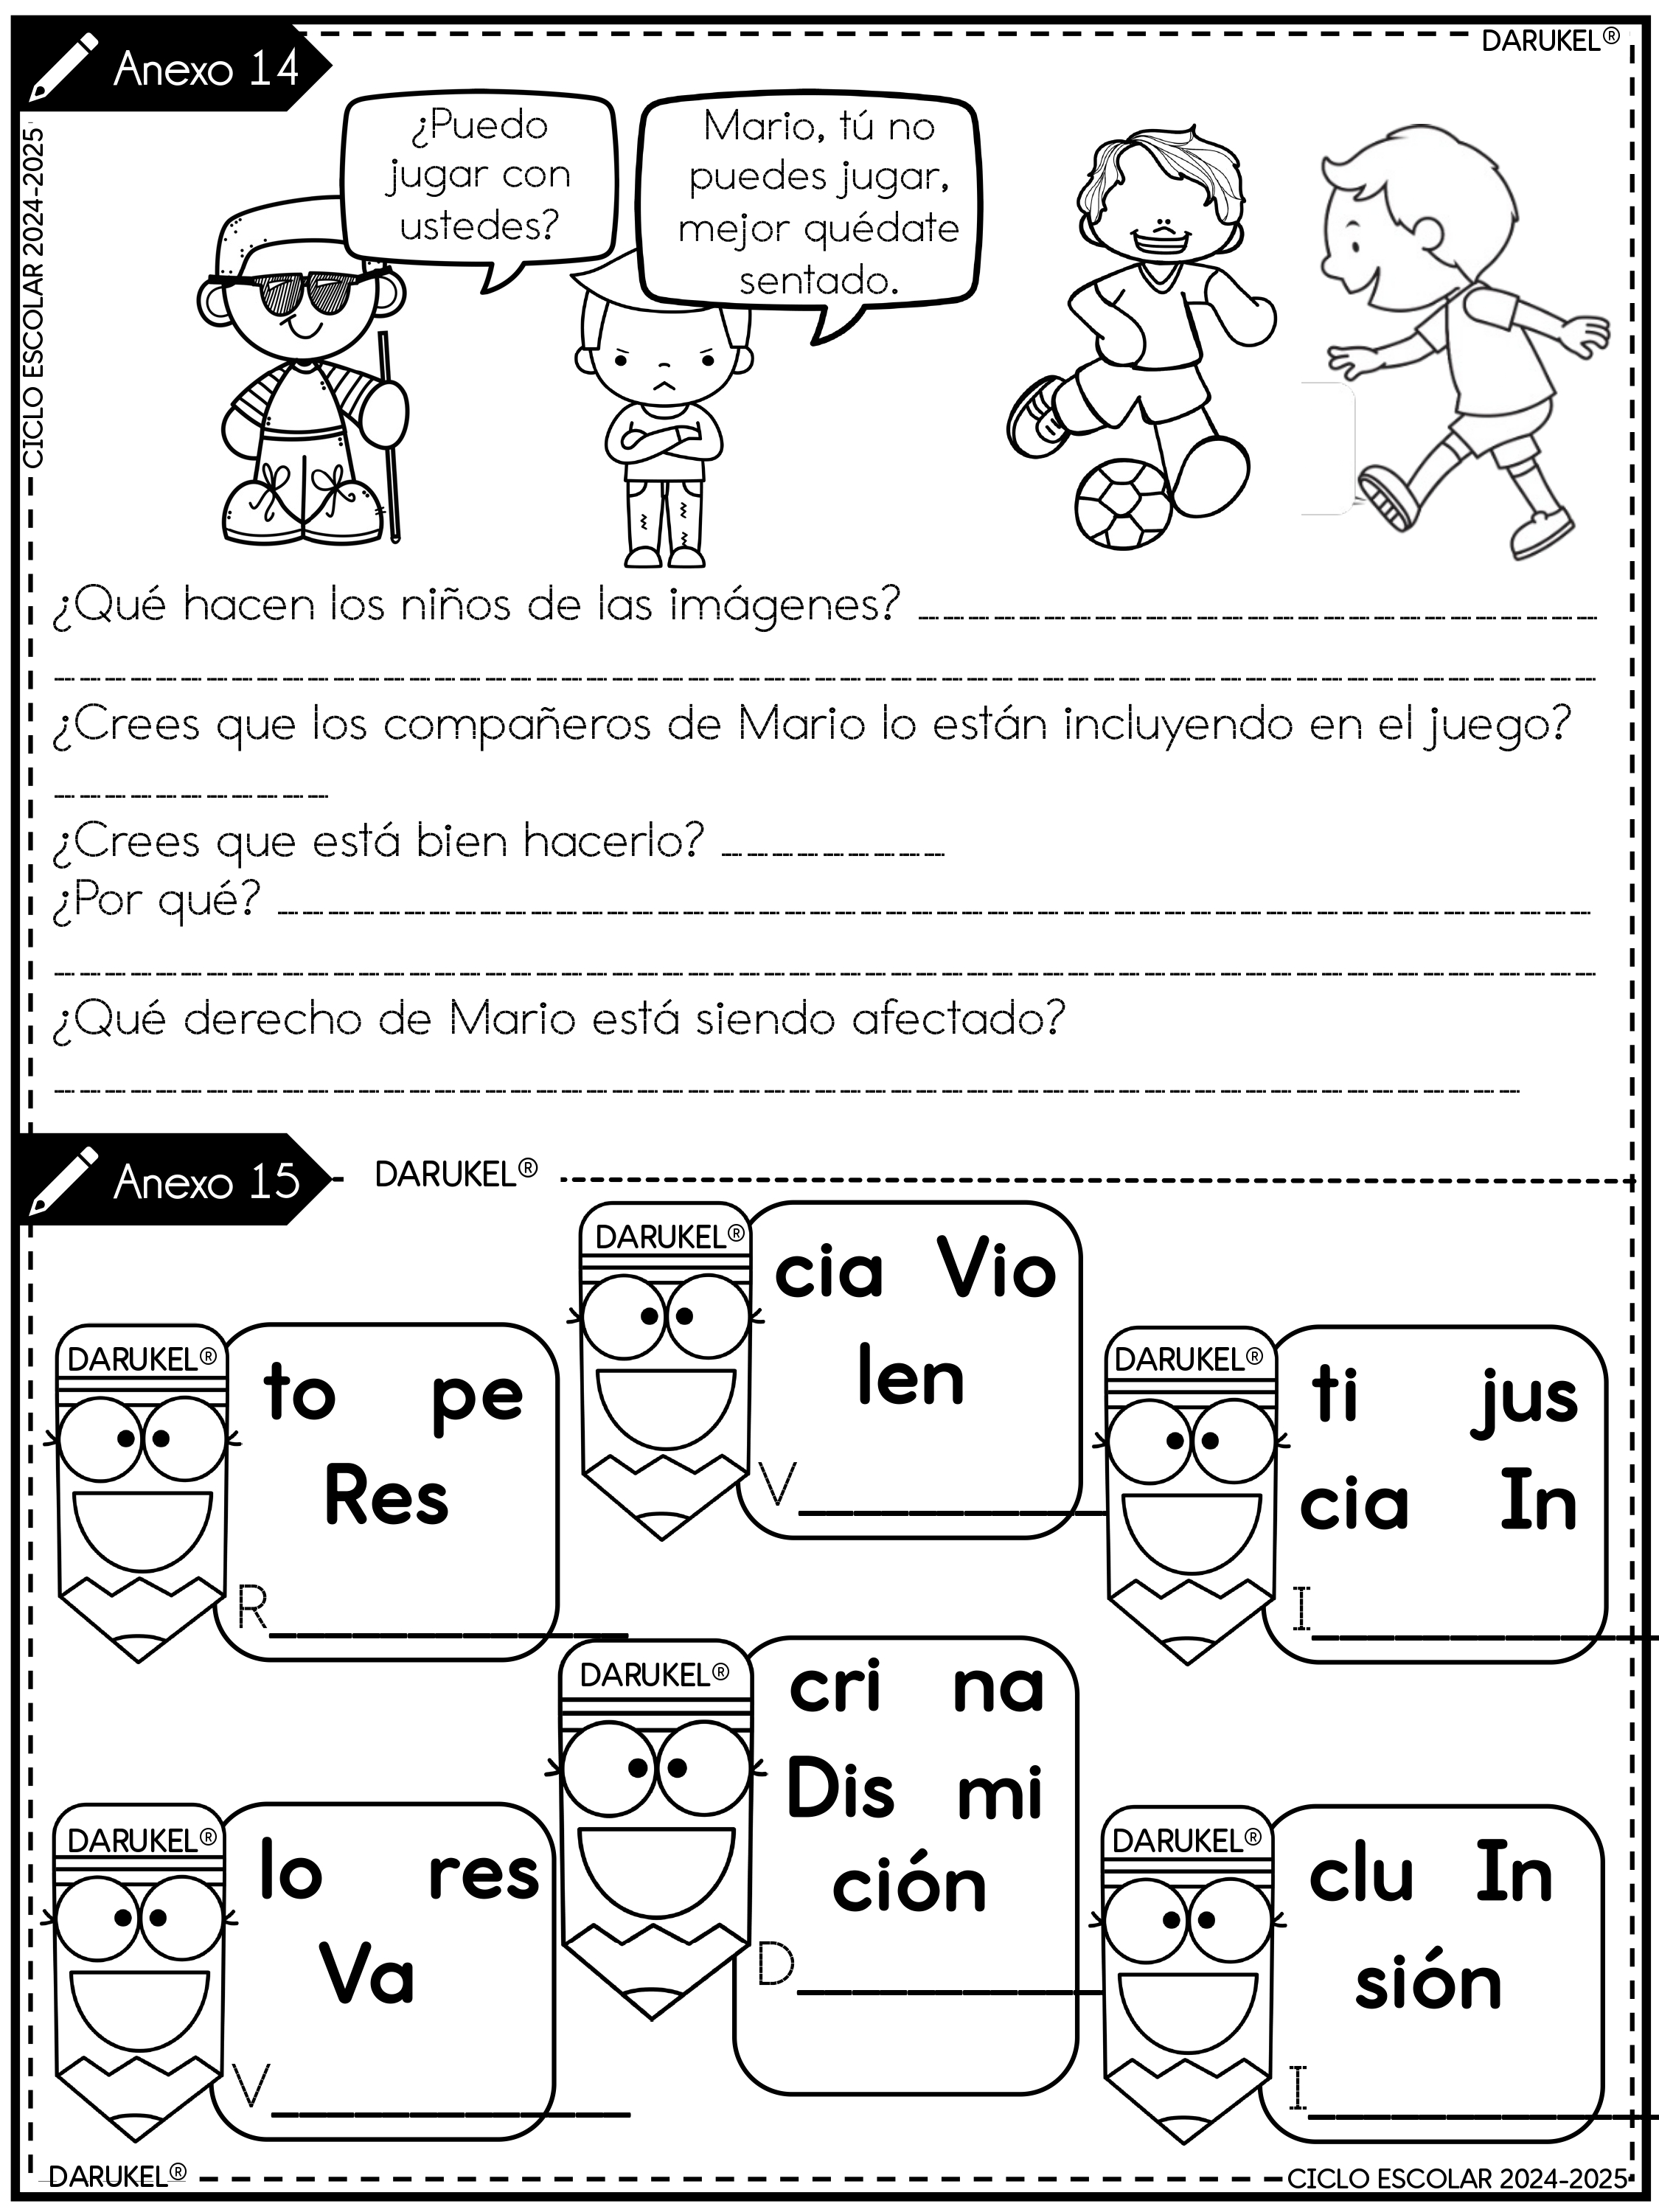 Anexo 14
DARUKEL®
CICLO ESCOLAR 2024-2025
¿Puedo
jugar con
ustedes?
Mario, tú no
puedes jugar,
mejor quédate
sentado.
¿Qué hacen los niños de las imágenes?
¿Crees que los compañeros de Mario lo están incluyendo en el juego?
¿Crees que está bien hacerlo?
¿Por qué?
¿Qué derecho de Mario está siendo afectado?
Anexo 15
DARUKEL®
DARUKEL®
to pe
Res
R
DARUKEL®
cia Vio
len
V
DARUKEL®
ti jus
cia In
I
DARUKEL®
lo res
Va
V
DARUKEL®
cri na
Dis mi
ción
D
DARUKEL®
clu In
sión
I
DARUKEL®
CICLO ESCOLAR 2024-2025